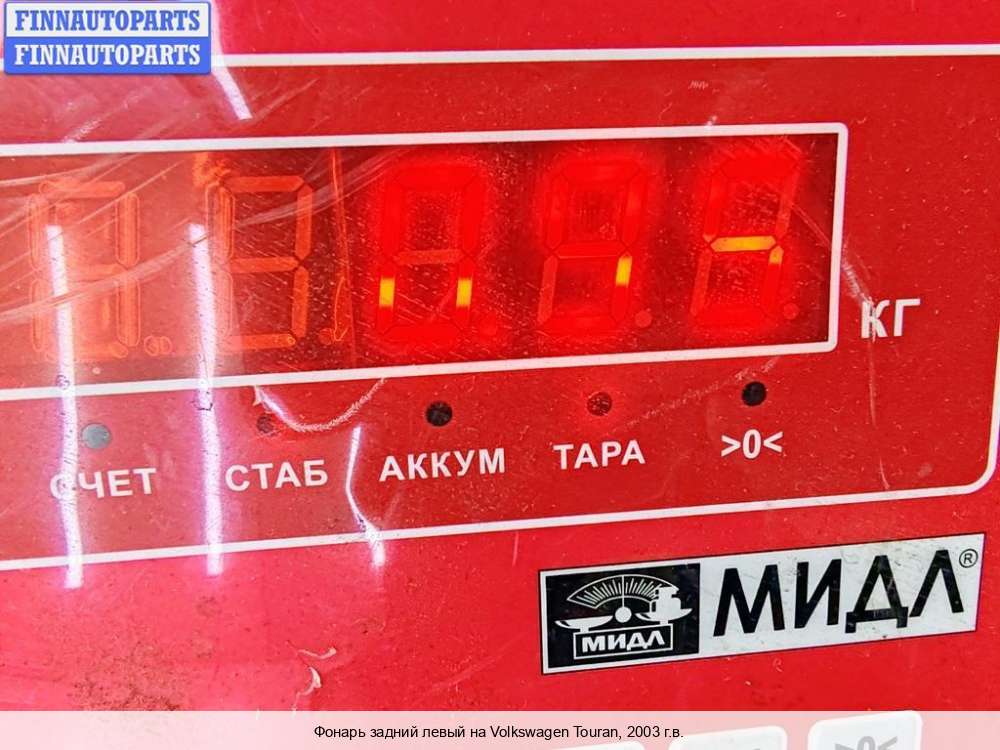 FINNAUTOPARTS
FINNAUTOPARTS
КГ
СЧЕТ
СТАБ
АККУМ
ТАРА
>0<
МИДЛ
МИДЛ®
Фонарь задний левый на Volkswagen Touran, 2003 г.в.